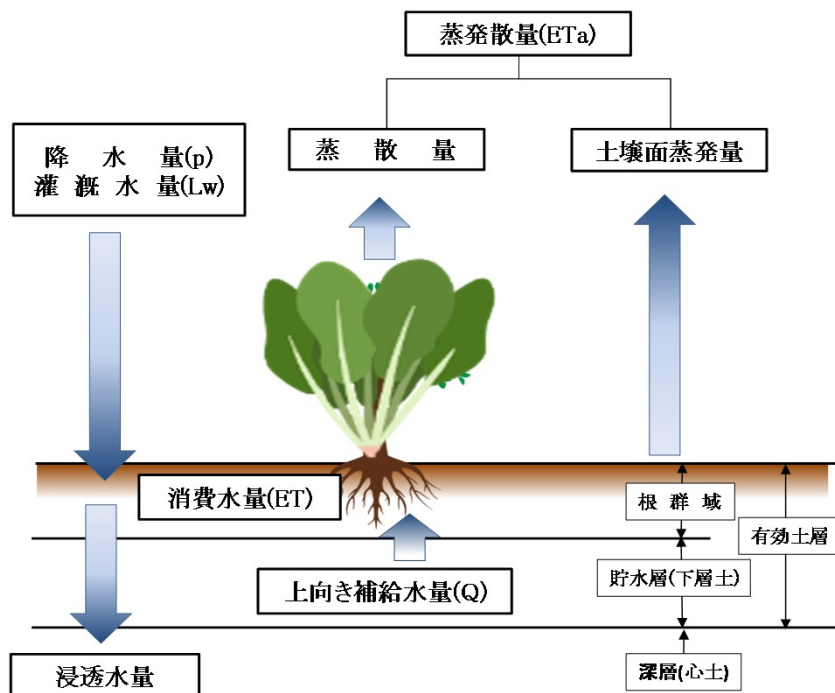 蒸発散量(ETa)
降水量(p)
灌漑水量(Lw)
蒸散量
土壌面蒸発量
消費水量(ET)
根群域
有効土層
上向き補給水量(Q)
貯水層(下層土)
浸透水量
深層(心土)